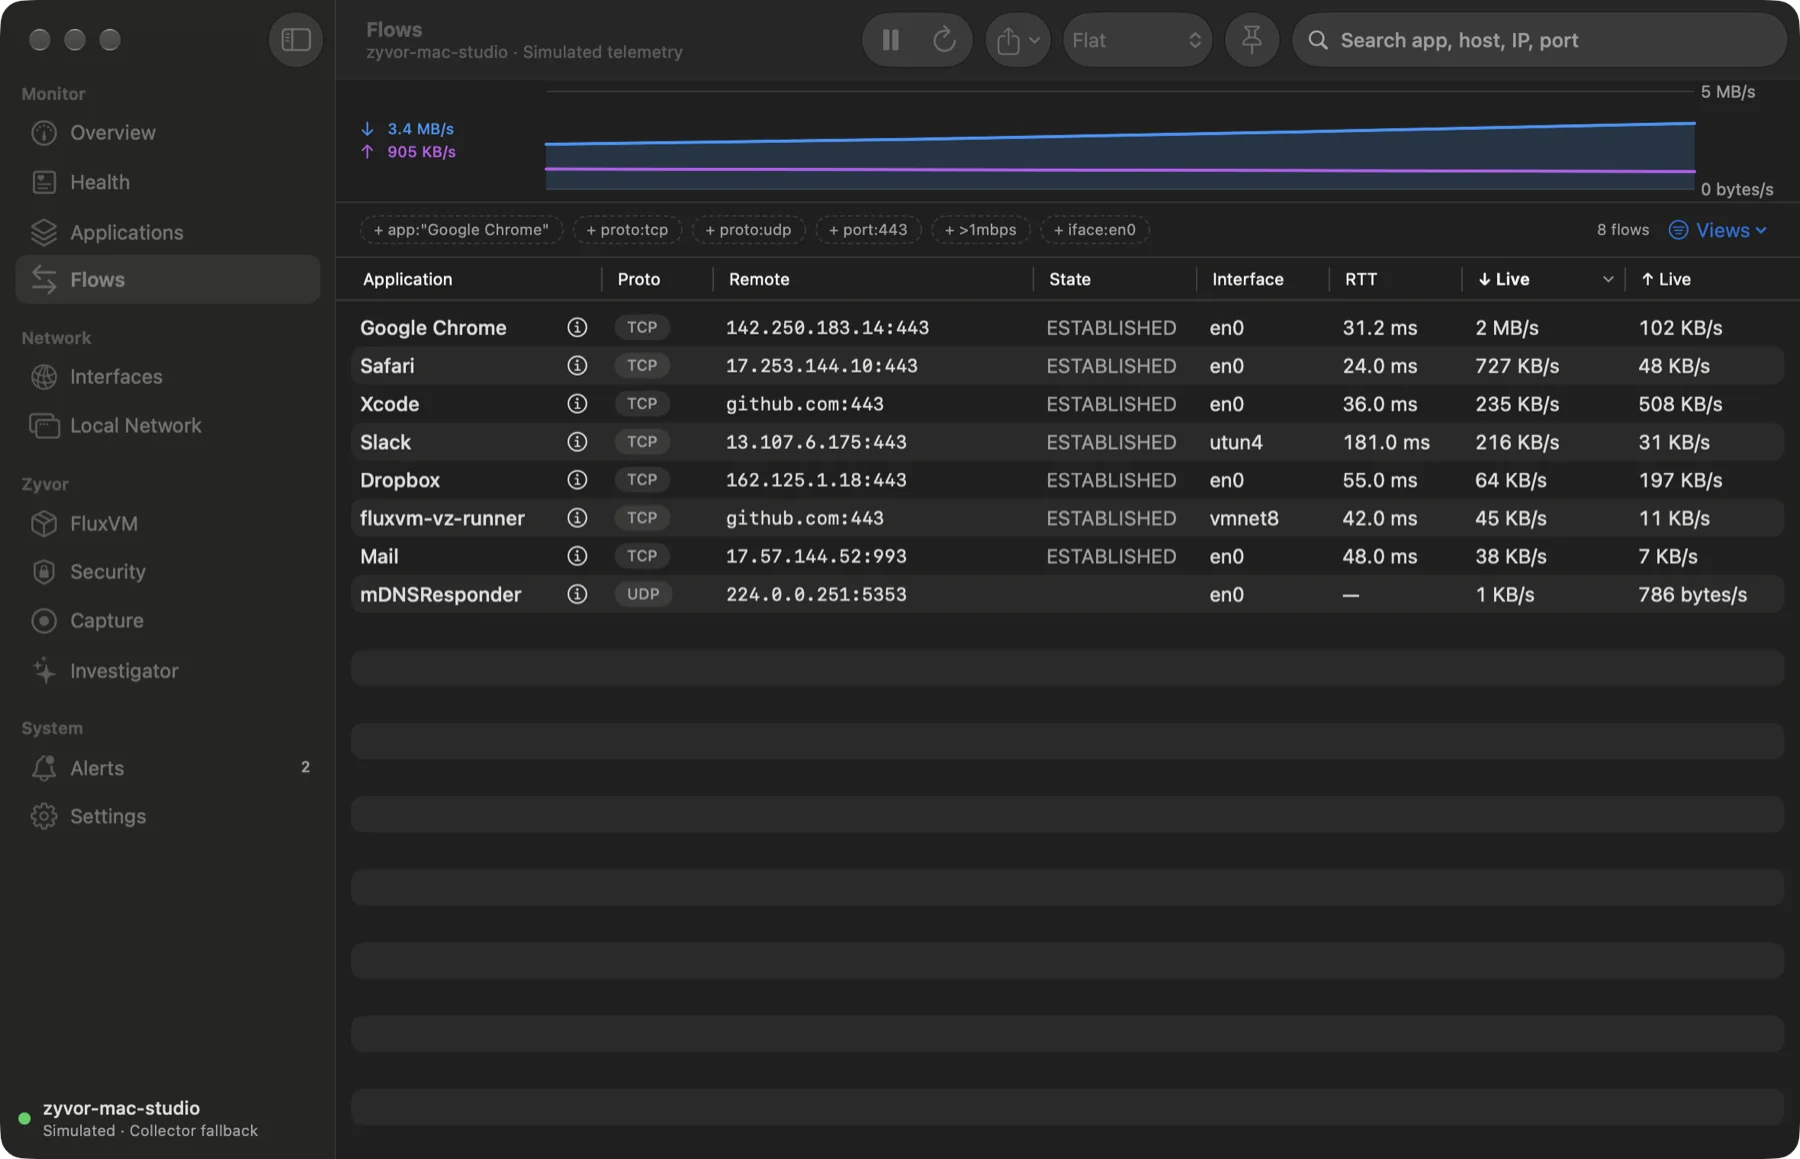 Flows
zyvor-mac-studio · Simulated telemetry
Flat
Search app, host, IP, port
Monitor
Overview
Health
Applications
Flows
Network
Interfaces
Local Network
Zyvor
FluxVM
Security
Capture
Investigator
System
Alerts 2
Settings
zyvor-mac-studio
Simulated · Collector fallback
5 MB/s
↓ 3.4 MB/s
↑ 905 KB/s
0 bytes/s
+ app:"Google Chrome" + proto:tcp + proto:udp + port:443 + >1mbps + iface:en0 8 flows Views
Application Proto Remote State Interface RTT ↓ Live ↑ Live
Google Chrome TCP 142.250.183.14:443 ESTABLISHED en0 31.2 ms 2 MB/s 102 KB/s
Safari TCP 17.253.144.10:443 ESTABLISHED en0 24.0 ms 727 KB/s 48 KB/s
Xcode TCP github.com:443 ESTABLISHED en0 36.0 ms 235 KB/s 508 KB/s
Slack TCP 13.107.6.175:443 ESTABLISHED utun4 181.0 ms 216 KB/s 31 KB/s
Dropbox TCP 162.125.1.18:443 ESTABLISHED en0 55.0 ms 64 KB/s 197 KB/s
fluxvm-vz-runner TCP github.com:443 ESTABLISHED vmnet8 42.0 ms 45 KB/s 11 KB/s
Mail TCP 17.57.144.52:993 ESTABLISHED en0 48.0 ms 38 KB/s 7 KB/s
mDNSResponder UDP 224.0.0.251:5353 en0 — 1 KB/s 786 bytes/s